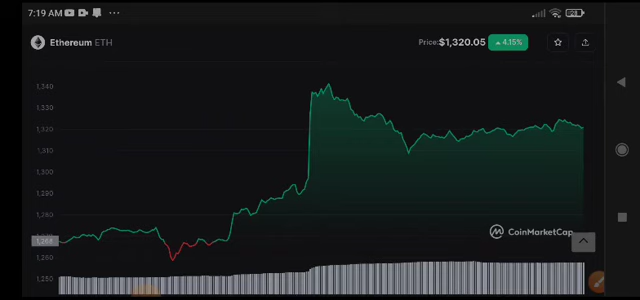 7:19 AM
Ethereum ETH
Price:$1,320.05 4.15%
1,340
1,330
1,320
1,310
1,300
1,290
1,280
1,270
1,268
1,260
1,250
CoinMarketCap